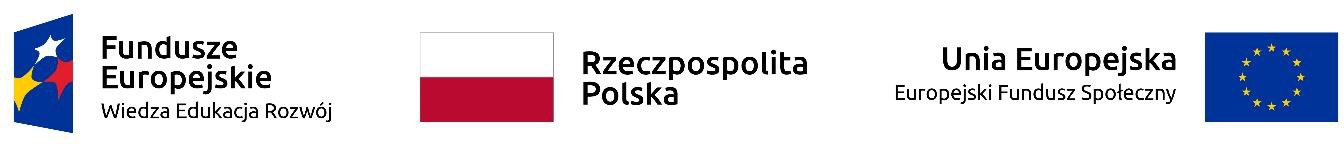 Fundusze
Europejskie
Wiedza Edukacja Rozwój
Rzeczpospolita
Polska
Unia Europejska
Europejski Fundusz Społeczny